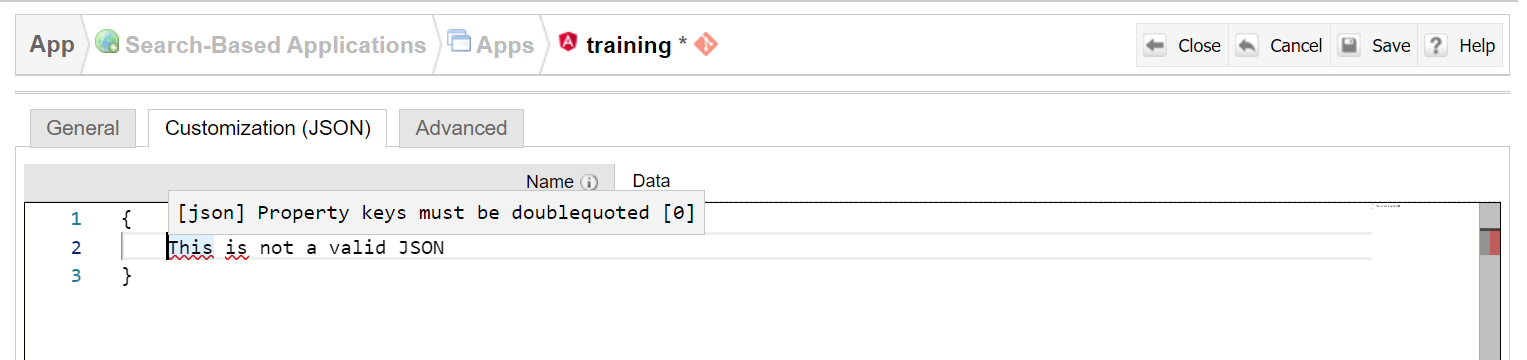 App Search-Based Applications Apps training * Close Cancel Save ? Help
General Customization (JSON) Advanced
Name i Data
[json] Property keys must be doublequoted [0]
1 {
2 This is not a valid JSON
3 }